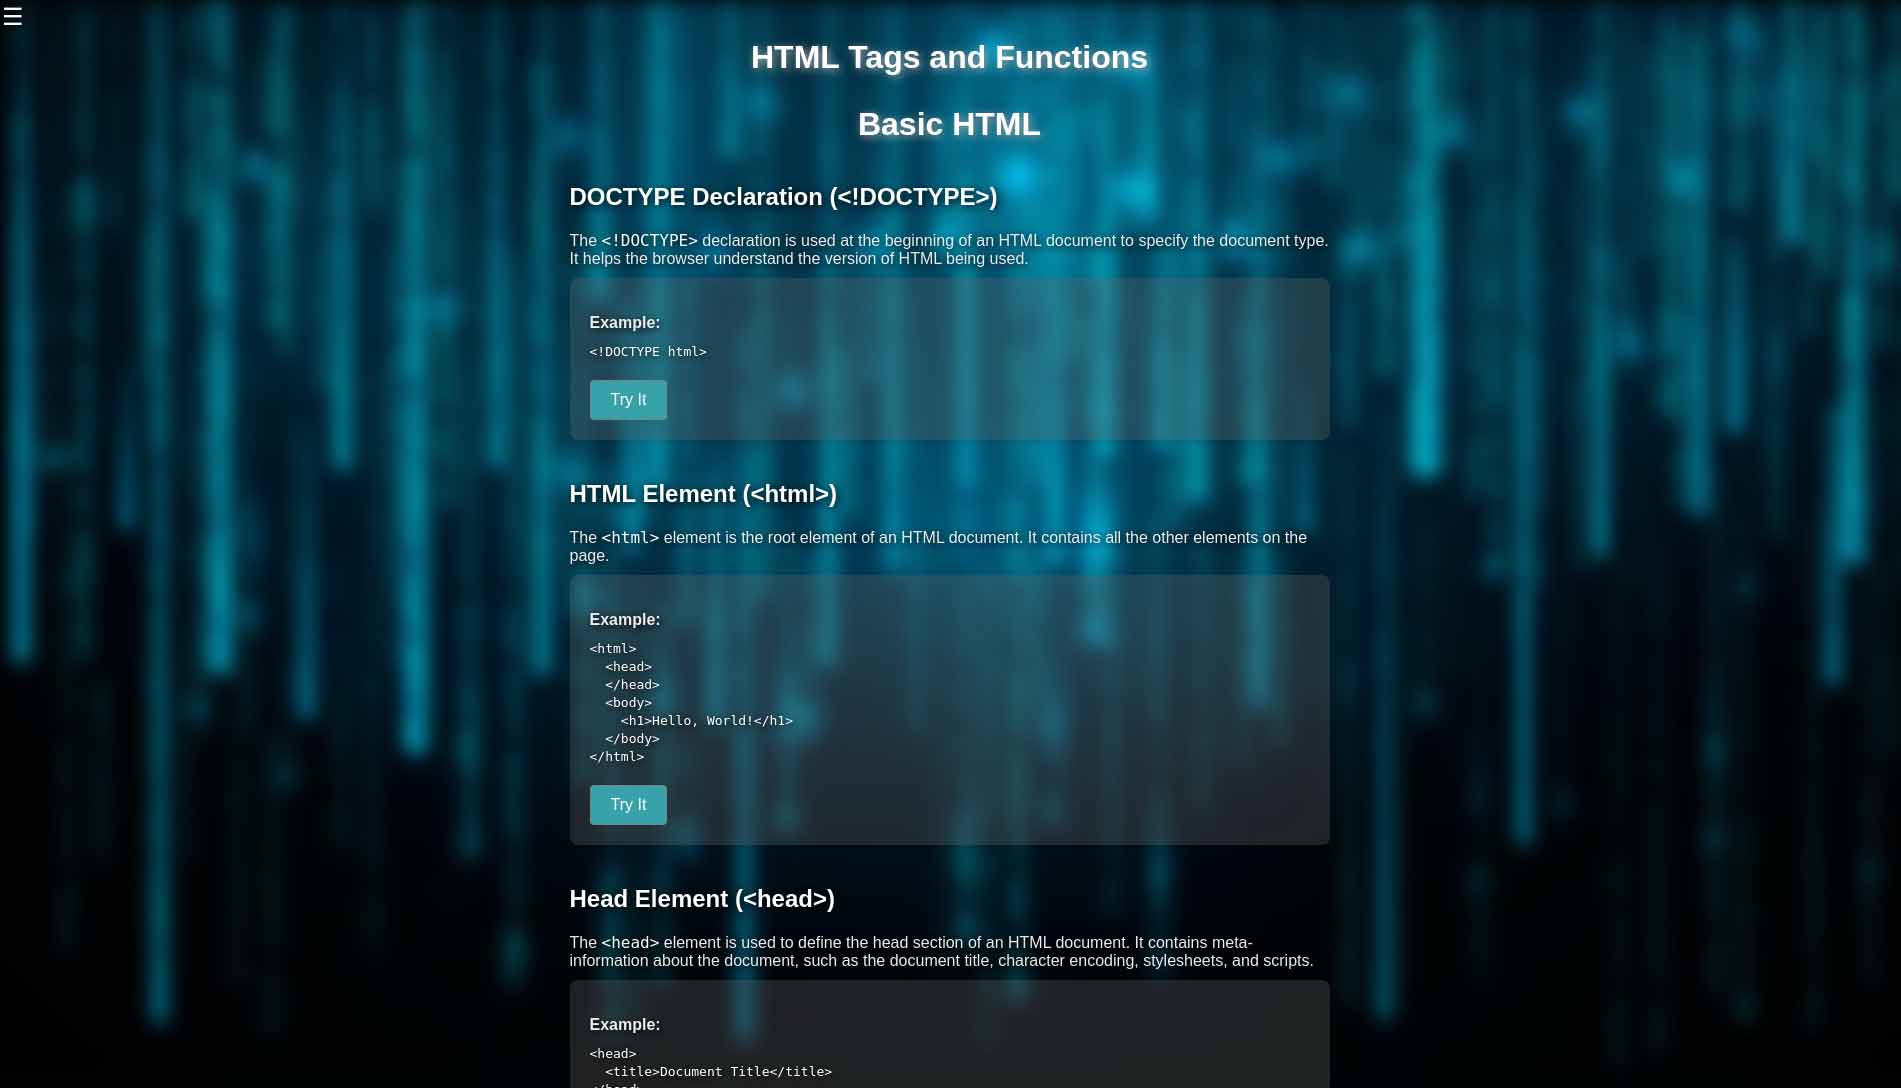 ☰
HTML Tags and Functions
Basic HTML
DOCTYPE Declaration (<!DOCTYPE>)
The <!DOCTYPE> declaration is used at the beginning of an HTML document to specify the document type.
It helps the browser understand the version of HTML being used.
Example:
<!DOCTYPE html>
Try It
HTML Element (<html>)
The <html> element is the root element of an HTML document. It contains all the other elements on the
page.
Example:
<html>
  <head>
  </head>
  <body>
    <h1>Hello, World!</h1>
  </body>
</html>
Try It
Head Element (<head>)
The <head> element is used to define the head section of an HTML document. It contains meta-
information about the document, such as the document title, character encoding, stylesheets, and scripts.
Example:
<head>
  <title>Document Title</title>
</head>